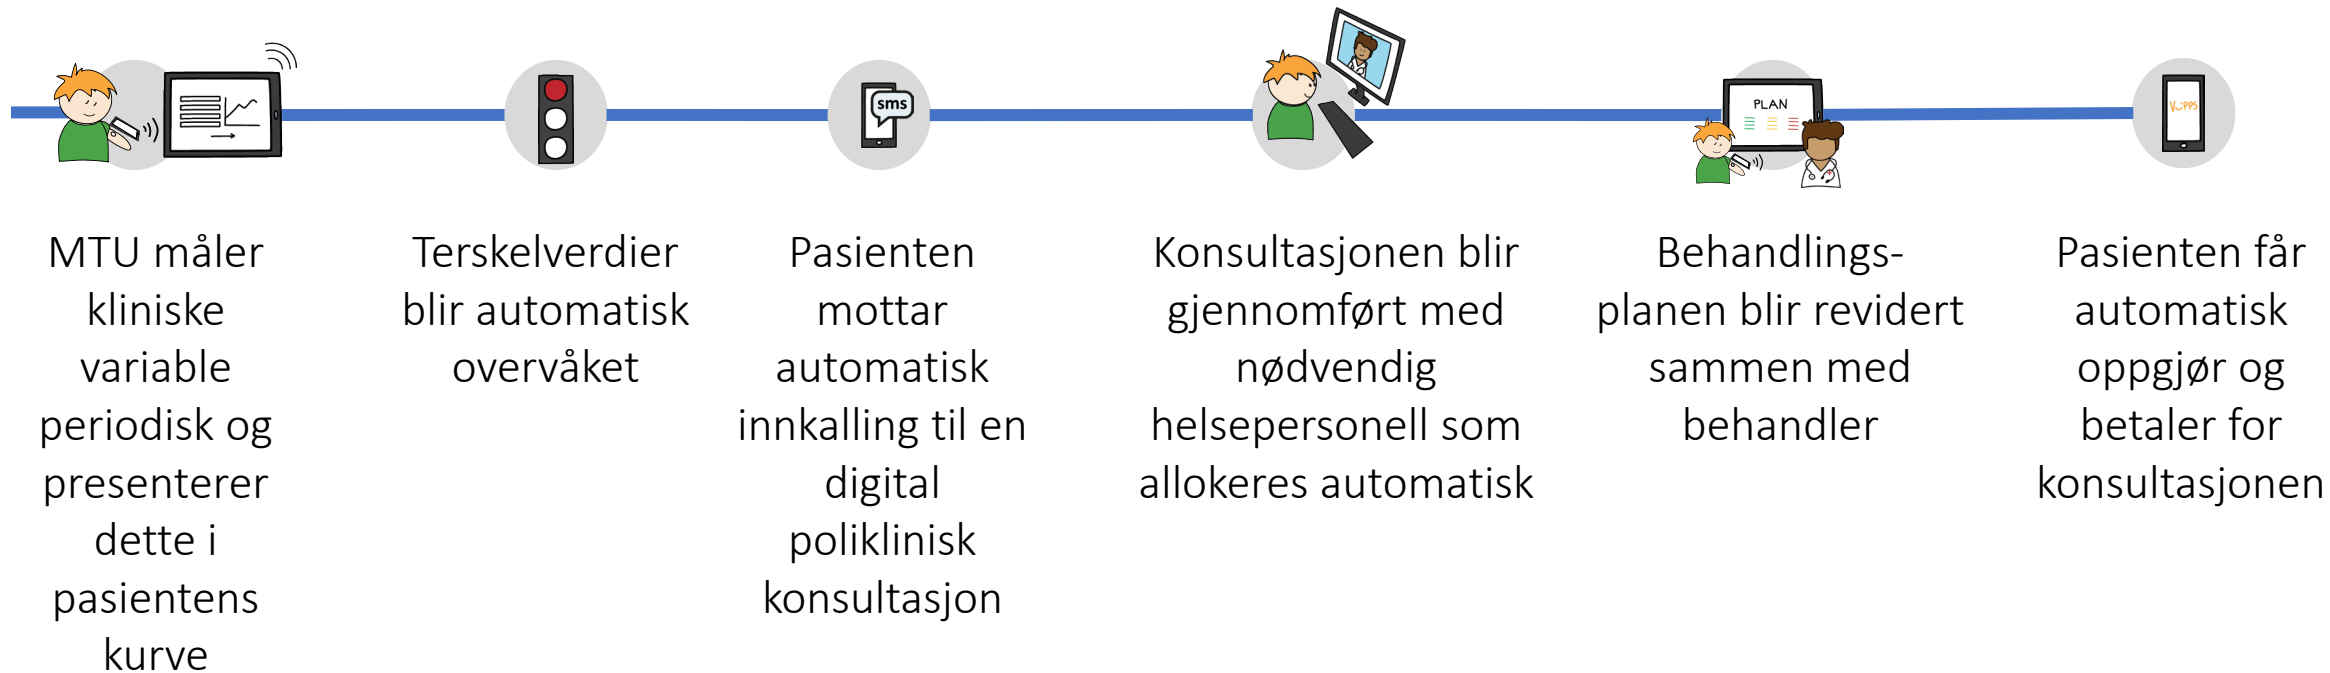 sms
PLAN
Vipps
MTU måler
kliniske
variable
periodisk og
presenterer
dette i
pasientens
kurve
Terskelverdier
blir automatisk
overvåket
Pasienten
mottar
automatisk
innkalling til en
digital
poliklinisk
konsultasjon
Konsultasjonen blir
gjennomført med
nødvendig
helsepersonell som
allokeres automatisk
Behandlings-
planen blir revidert
sammen med
behandler
Pasienten får
automatisk
oppgjør og
betaler for
konsultasjonen